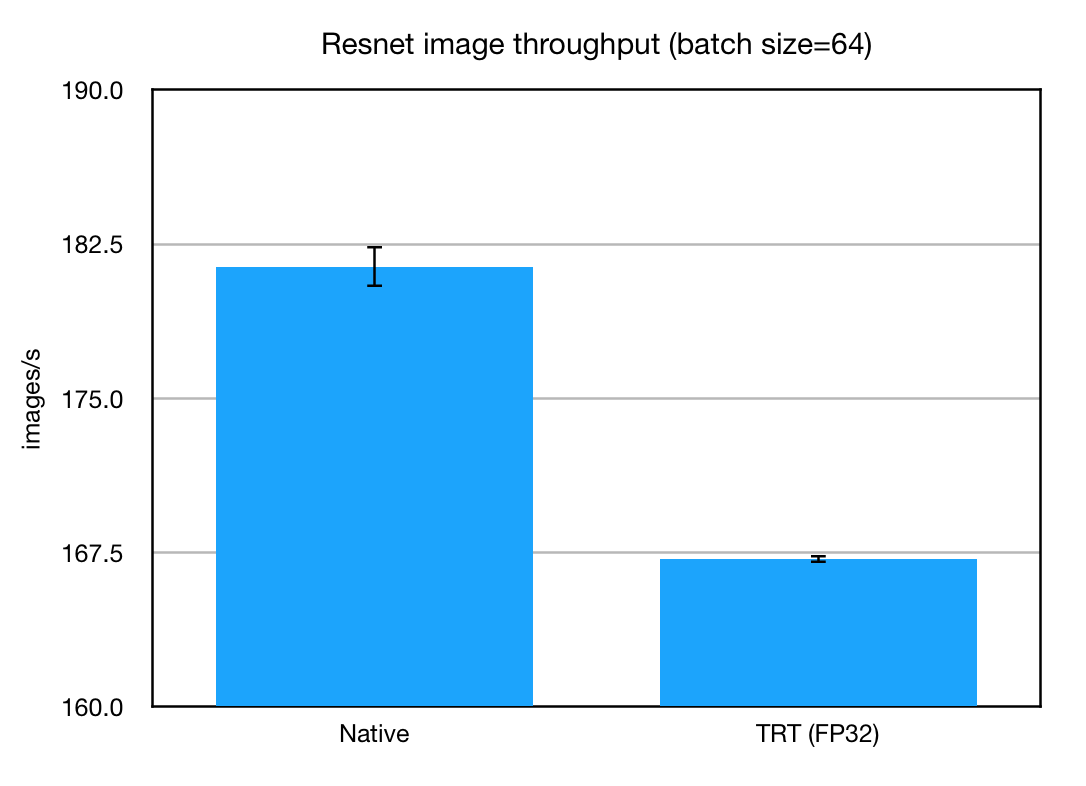 Resnet image throughput (batch size=64)
190.0
182.5
175.0
167.5
160.0
images/s
Native
TRT (FP32)